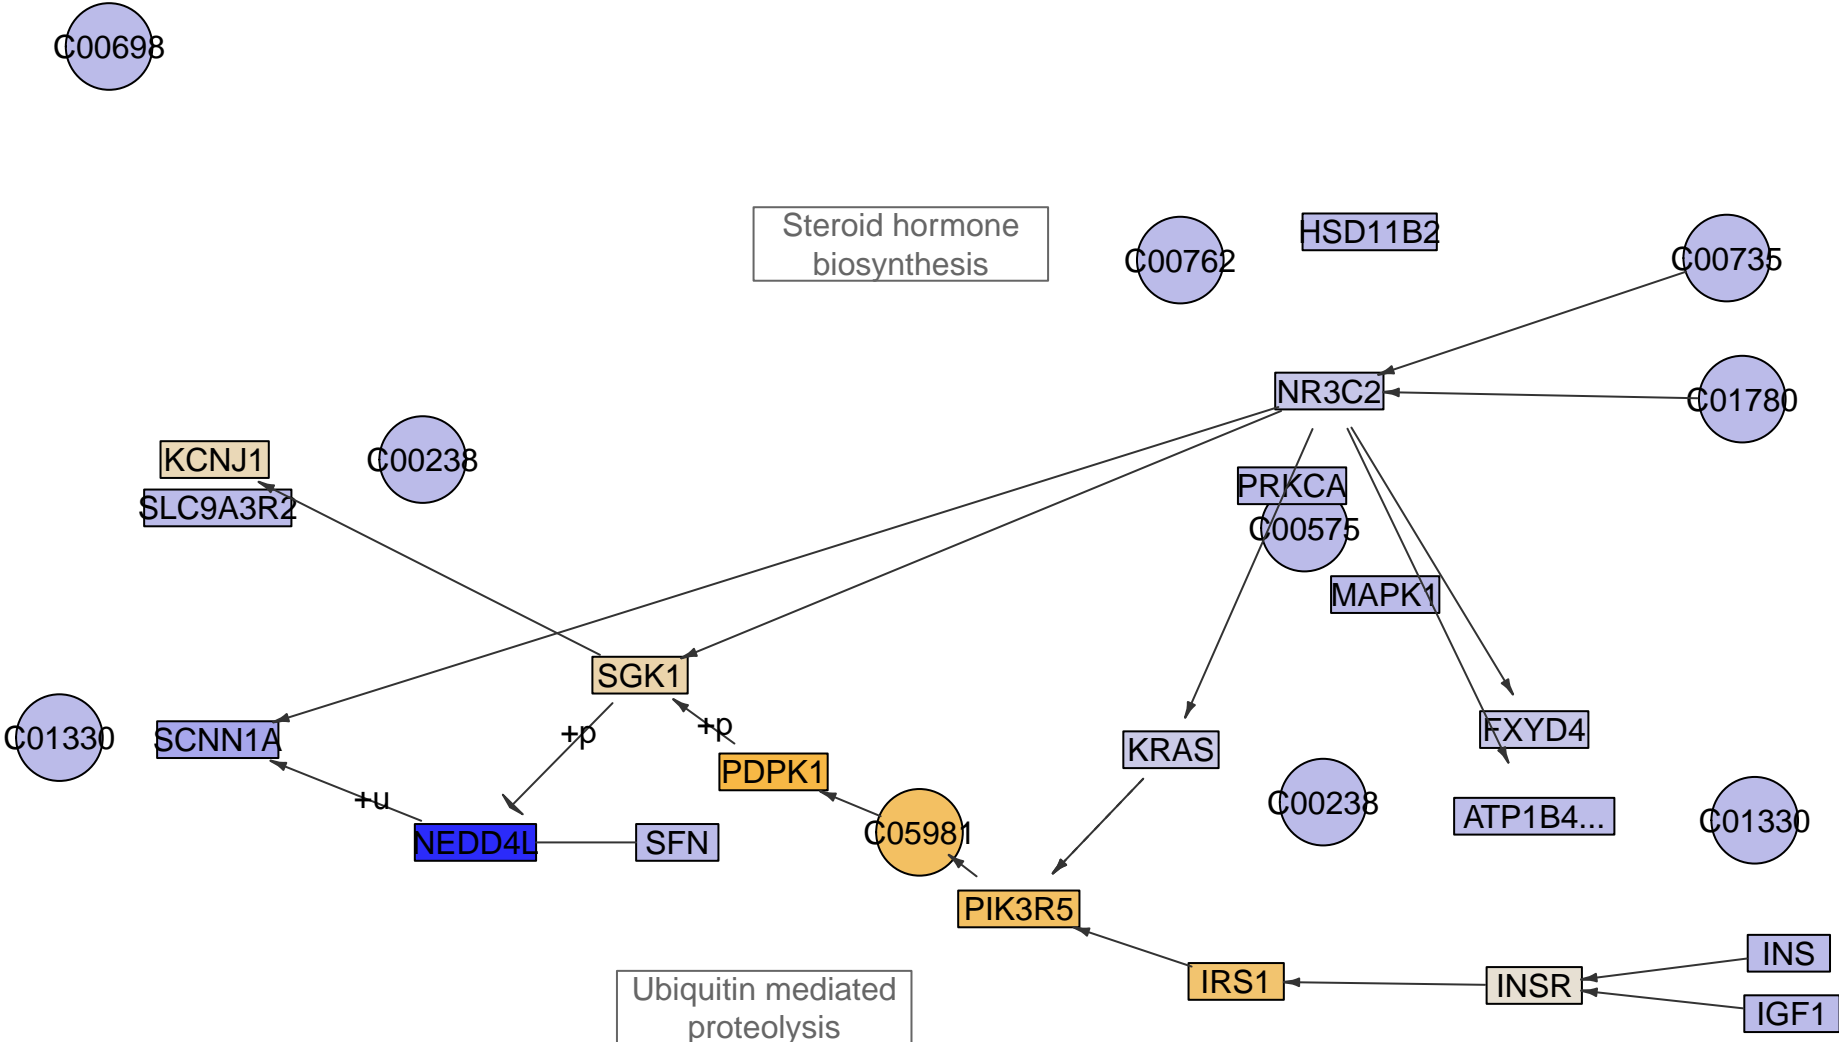 C00698
Steroid hormone
biosynthesis
C00762
HSD11B2
C00735
NR3C2
C01780
KCNJ1
C00238
SLC9A3R2
PRKCA
C00575
MAPK1
SGK1
+p
+p
C01330
SCNN1A
FXYD4
KRAS
PDPK1
+u
C00238
ATP1B4...
C01330
NEDD4L
SFN
C05981
PIK3R5
INS
IRS1
INSR
IGF1
Ubiquitin mediated
proteolysis